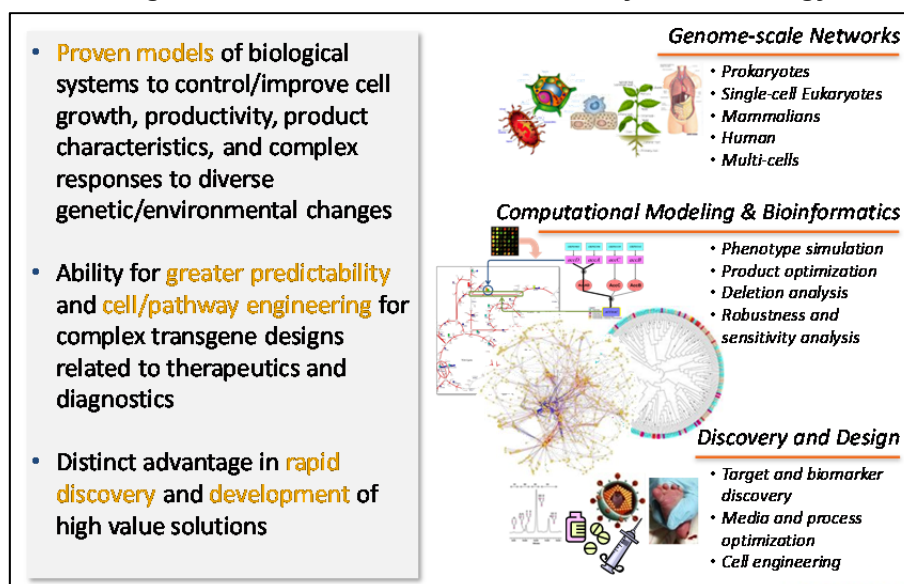 • Proven models of biological
systems to control/improve cell
growth, productivity, product
characteristics, and complex
responses to diverse
genetic/environmental changes
• Ability for greater predictability
and cell/pathway engineering for
complex transgene designs
related to therapeutics and
diagnostics
• Distinct advantage in rapid
discovery and development of
high value solutions
Genome-scale Networks
• Prokaryotes
• Single-cell Eukaryotes
• Mammalians
• Human
• Multi-cells
Computational Modeling & Bioinformatics
• Phenotype simulation
• Product optimization
• Deletion analysis
• Robustness and
sensitivity analysis
Discovery and Design
• Target and biomarker
discovery
• Media and process
optimization
• Cell engineering